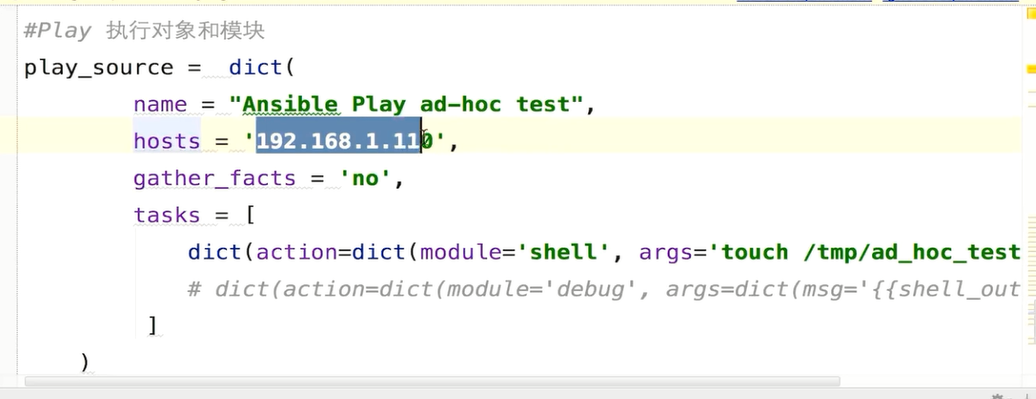 #Play 执行对象和模块
play_source = dict(
name = "Ansible Play ad-hoc test",
hosts = '192.168.1.110',
gather_facts = 'no',
tasks = [
dict(action=dict(module='shell', args='touch /tmp/ad_hoc_test
# dict(action=dict(module='debug', args=dict(msg='{{shell_out
]
)